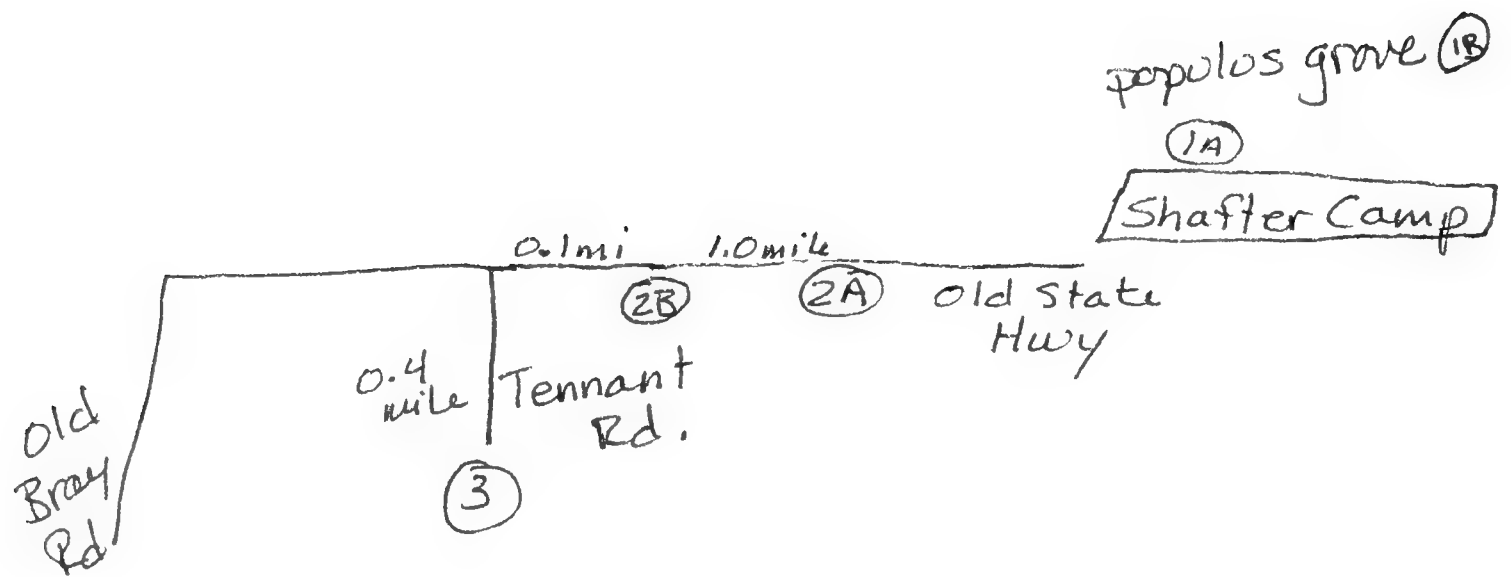 populus grove 1B
1A
Shafter Camp
0.1mi 1.0mile
2B 2A Old State
Hwy
0.4
mile
Tennant
Rd.
3
Old
Bray
Rd